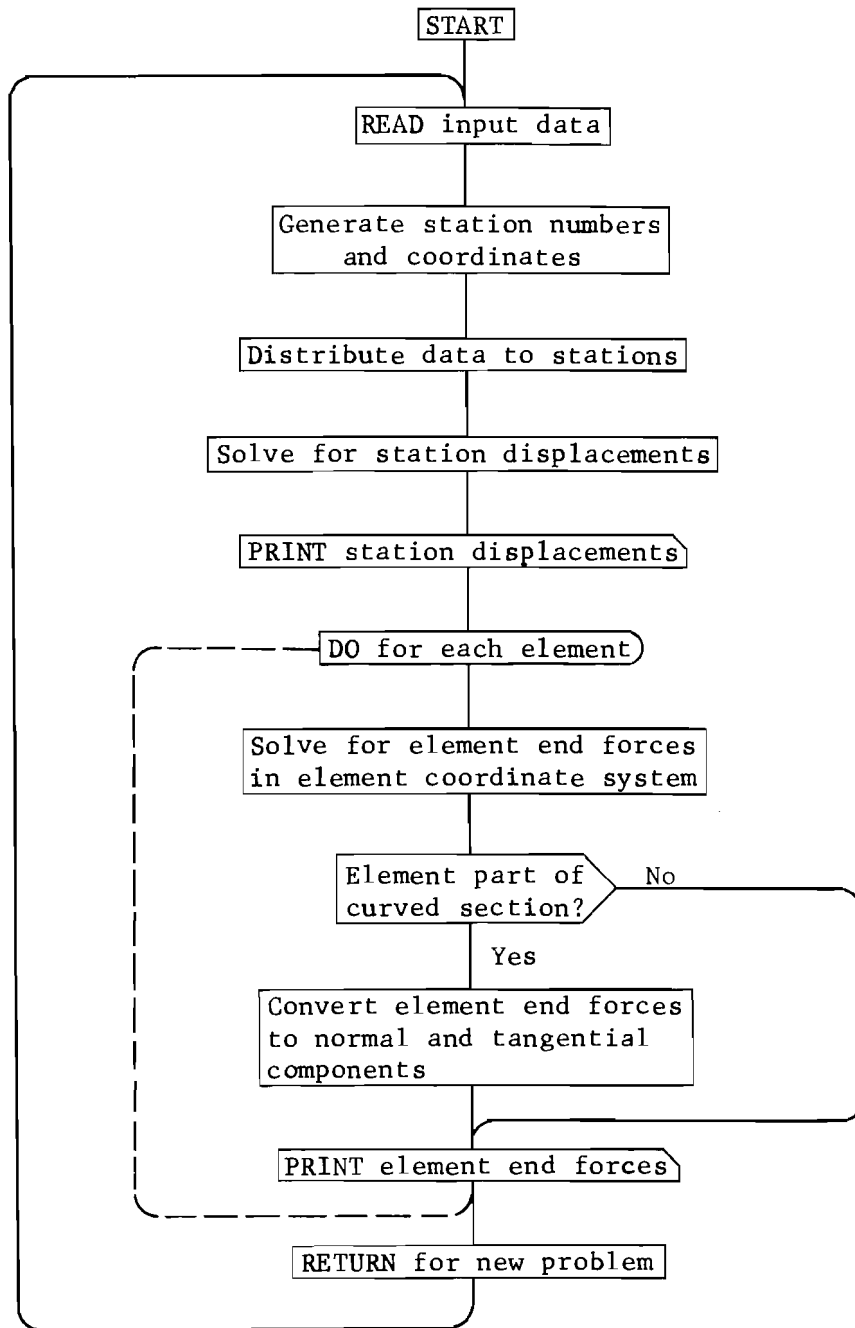 START
READ input data
Generate station numbers
and coordinates
Distribute data to stations
Solve for station displacements
PRINT station displacements
DO for each element
Solve for element end forces
in element coordinate system
Element part of
curved section?
No
Yes
Convert element end forces
to normal and tangential
components
PRINT element end forces
RETURN for new problem